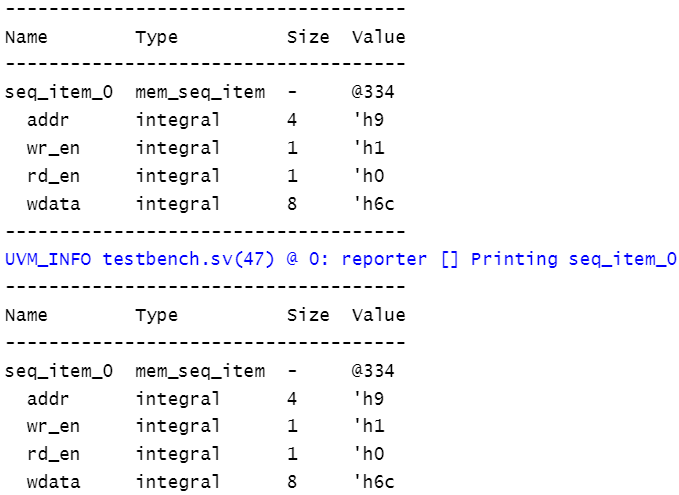 -------------------------------------
Name        Type          Size  Value
-------------------------------------
seq_item_0  mem_seq_item  -     @334
  addr      integral      4     'h9
  wr_en     integral      1     'h1
  rd_en     integral      1     'h0
  wdata     integral      8     'h6c
-------------------------------------
UVM_INFO testbench.sv(47) @ 0: reporter [] Printing seq_item_0
-------------------------------------
Name        Type          Size  Value
-------------------------------------
seq_item_0  mem_seq_item  -     @334
  addr      integral      4     'h9
  wr_en     integral      1     'h1
  rd_en     integral      1     'h0
  wdata     integral      8     'h6c